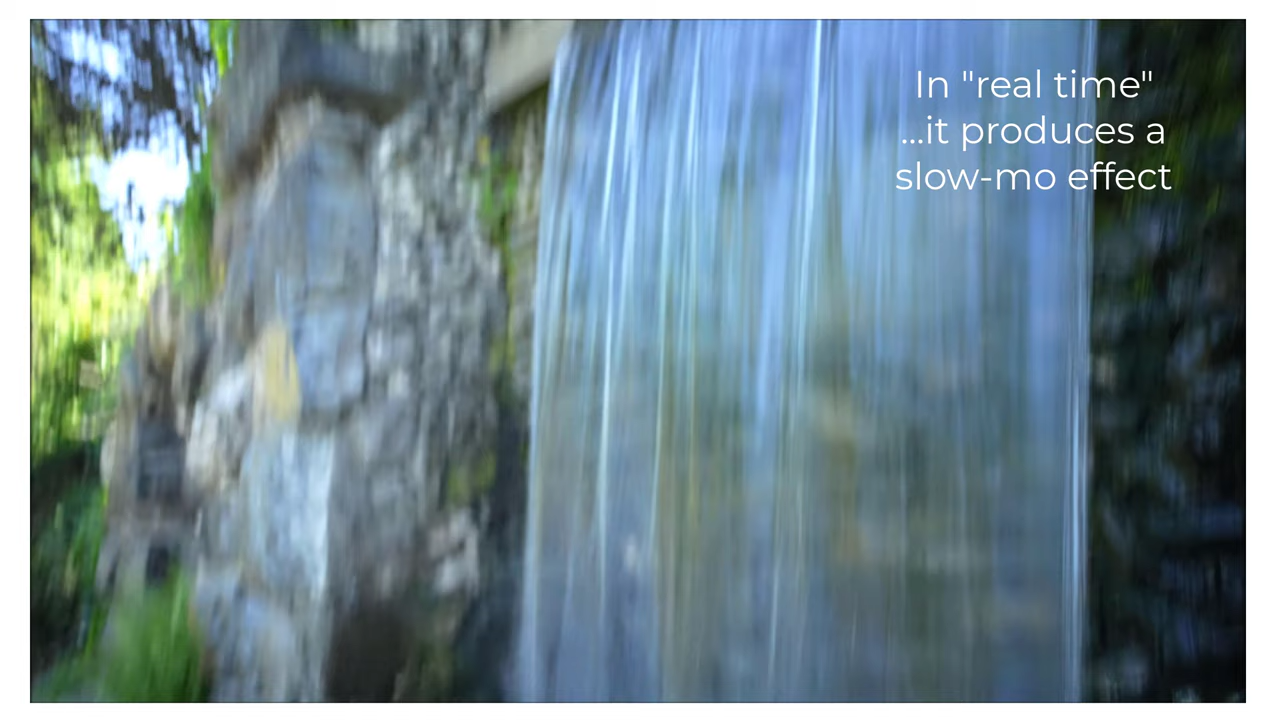 In "real time"
...it produces a
slow-mo effect